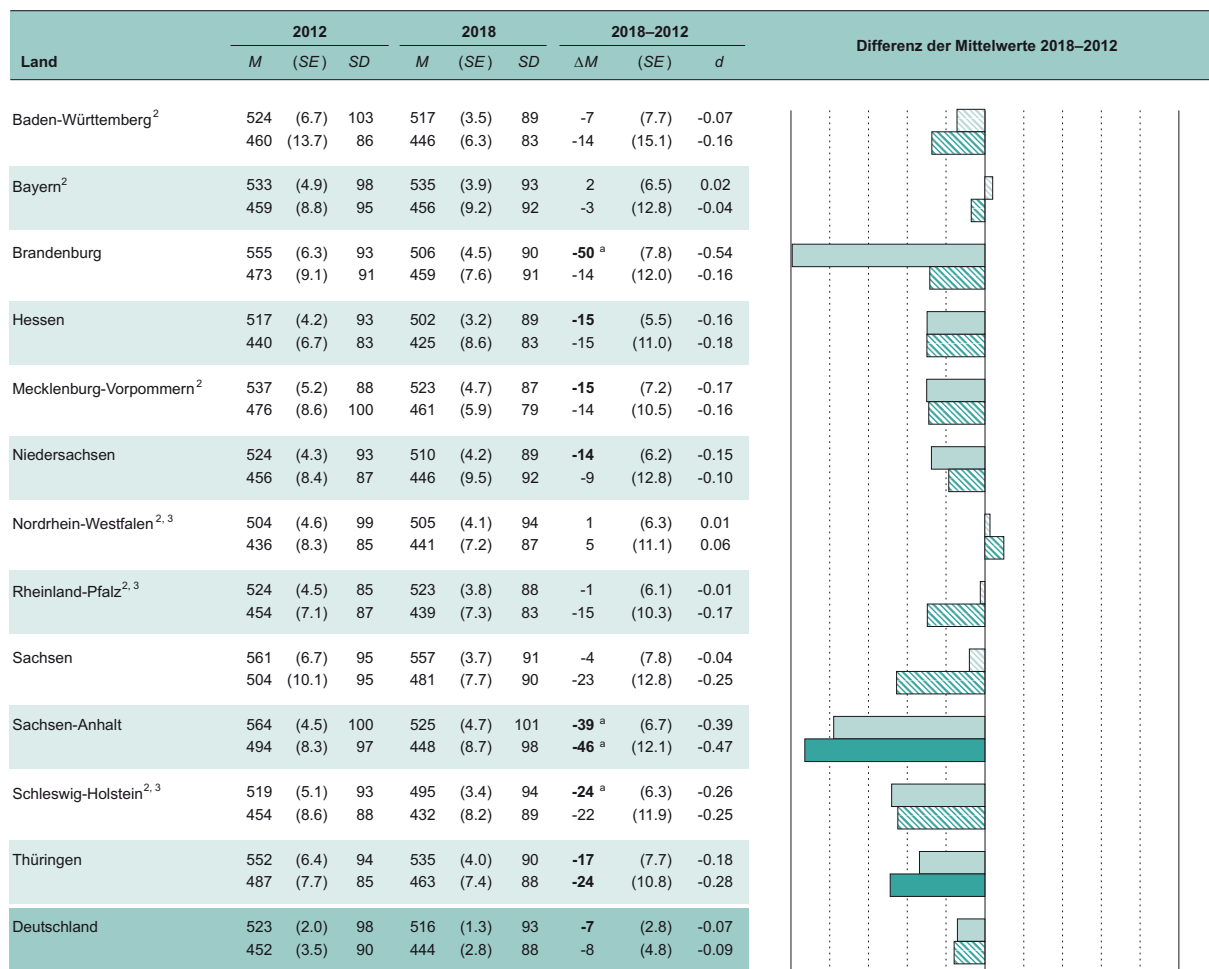 2012 2018 2018–2012 Differenz der Mittelwerte 2018–2012
Land M (SE) SD M (SE) SD ΔM (SE) d
Baden-Württemberg² 524 (6.7) 103 517 (3.5) 89 -7 (7.7) -0.07
460 (13.7) 86 446 (6.3) 83 -14 (15.1) -0.16
Bayern² 533 (4.9) 98 535 (3.9) 93 2 (6.5) 0.02
459 (8.8) 95 456 (9.2) 92 -3 (12.8) -0.04
Brandenburg 555 (6.3) 93 506 (4.5) 90 -50 ª (7.8) -0.54
473 (9.1) 91 459 (7.6) 91 -14 (12.0) -0.16
Hessen 517 (4.2) 93 502 (3.2) 89 -15 (5.5) -0.16
440 (6.7) 83 425 (8.6) 83 -15 (11.0) -0.18
Mecklenburg-Vorpommern² 537 (5.2) 88 523 (4.7) 87 -15 (7.2) -0.17
476 (8.6) 100 461 (5.9) 79 -14 (10.5) -0.16
Niedersachsen 524 (4.3) 93 510 (4.2) 89 -14 (6.2) -0.15
456 (8.4) 87 446 (9.5) 92 -9 (12.8) -0.10
Nordrhein-Westfalen²,³ 504 (4.6) 99 505 (4.1) 94 1 (6.3) 0.01
436 (8.3) 85 441 (7.2) 87 5 (11.1) 0.06
Rheinland-Pfalz²,³ 524 (4.5) 85 523 (3.8) 88 -1 (6.1) -0.01
454 (7.1) 87 439 (7.3) 83 -15 (10.3) -0.17
Sachsen 561 (6.7) 95 557 (3.7) 91 -4 (7.8) -0.04
504 (10.1) 95 481 (7.7) 90 -23 (12.8) -0.25
Sachsen-Anhalt 564 (4.5) 100 525 (4.7) 101 -39 ª (6.7) -0.39
494 (8.3) 97 448 (8.7) 98 -46 ª (12.1) -0.47
Schleswig-Holstein²,³ 519 (5.1) 93 495 (3.4) 94 -24 ª (6.3) -0.26
454 (8.6) 88 432 (8.2) 89 -22 (11.9) -0.25
Thüringen 552 (6.4) 94 535 (4.0) 90 -17 (7.7) -0.18
487 (7.7) 85 463 (7.4) 88 -24 (10.8) -0.28
Deutschland 523 (2.0) 98 516 (1.3) 93 -7 (2.8) -0.07
452 (3.5) 90 444 (2.8) 88 -8 (4.8) -0.09